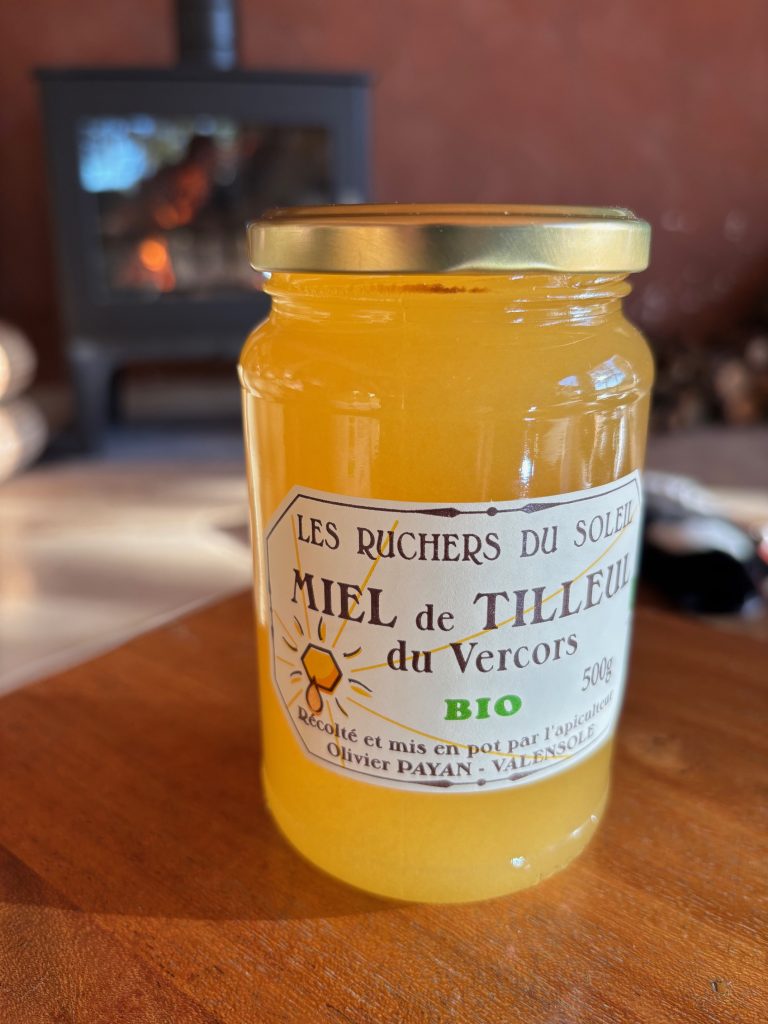 LES RUCHERS DU SOLEIL
MIEL de TILLEUL
du Vercors
500g
BIO
Récolté et mis en pot par l'apiculteur
Olivier PAYAN - VALENSOLE